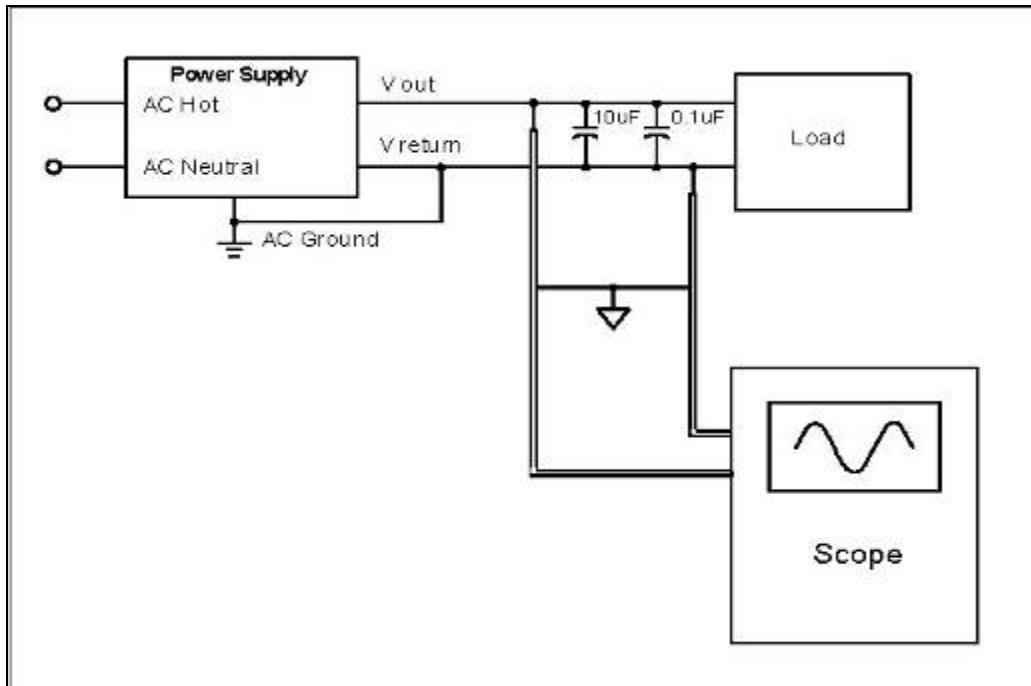 Power Supply
V out
AC Hot
10uF
0.1uF
Load
V return
AC Neutral
AC Ground
Scope